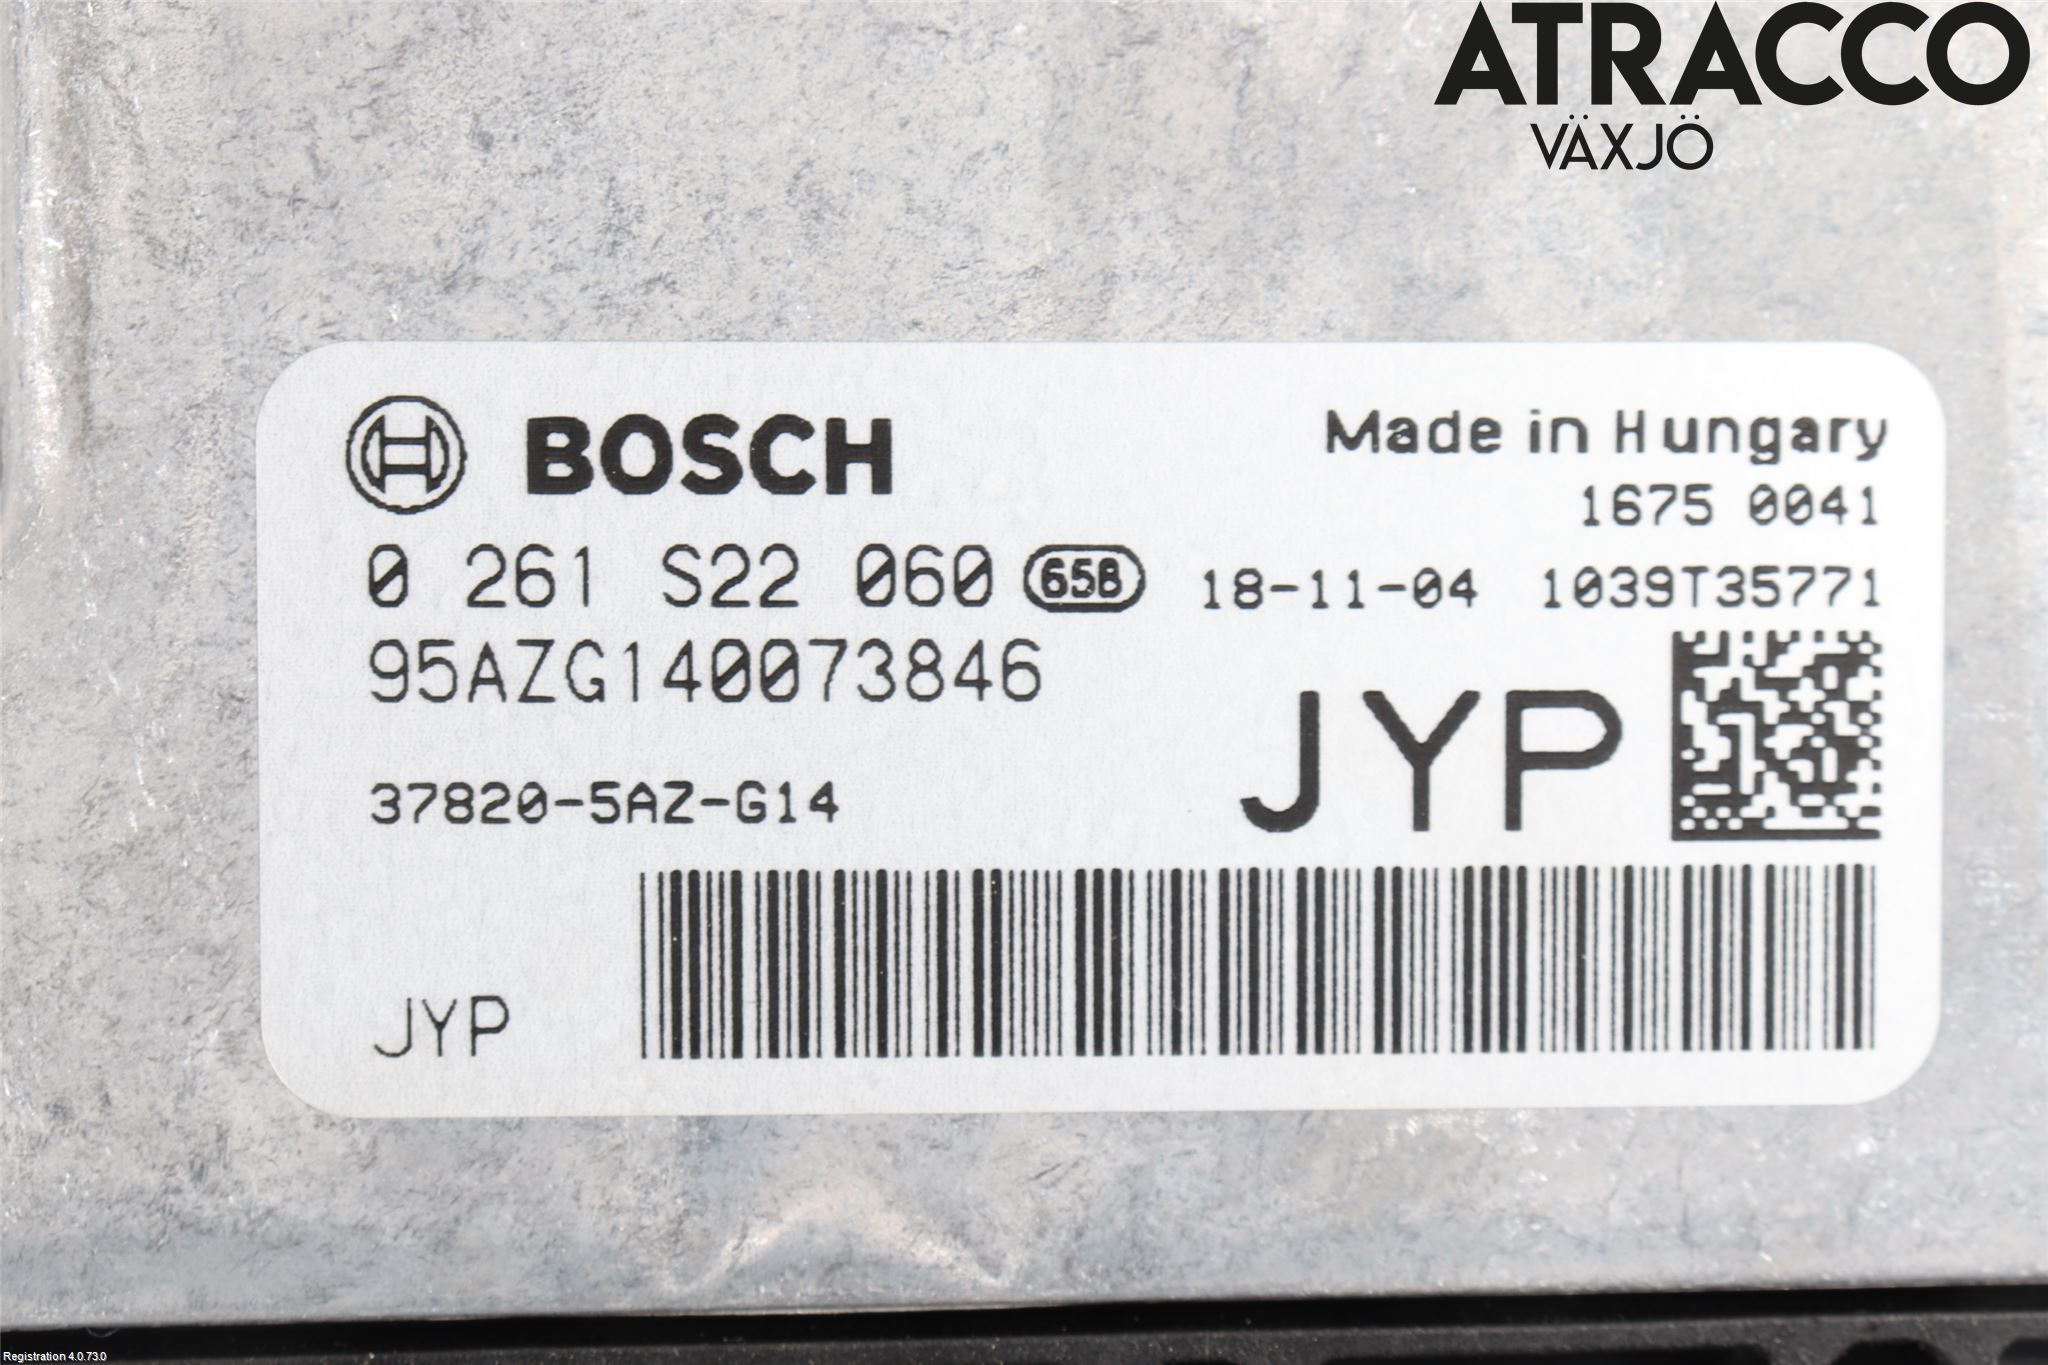 ATRACCO
VÄXJÖ
BOSCH
Made in Hungary
1675 0041
0 261 S22 060 65B 18-11-04 1039T35771
95AZG140073846
JYP
37820-5AZ-G14
JYP
Registration 4.0.73.0